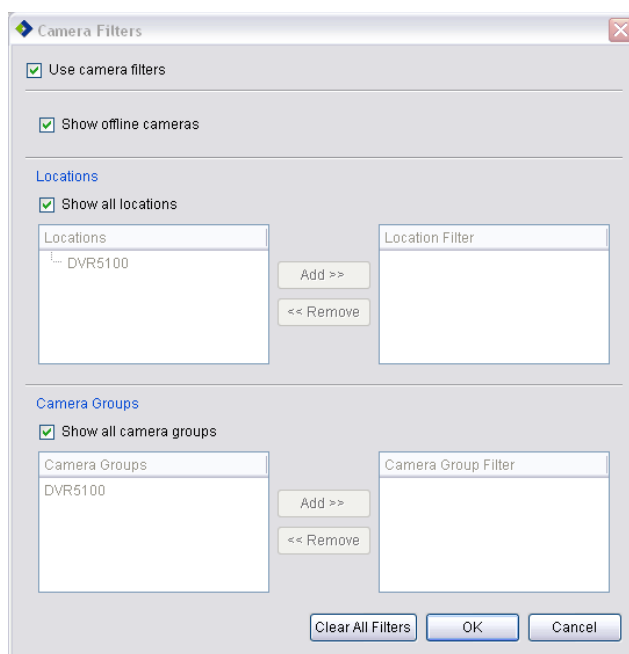 Camera Filters
Use camera filters
Show offline cameras
Locations
Show all locations
Locations
Location Filter
DVR5100
Add >>
<< Remove
Camera Groups
Show all camera groups
Camera Groups
Camera Group Filter
DVR5100
Add >>
<< Remove
Clear All Filters
OK
Cancel